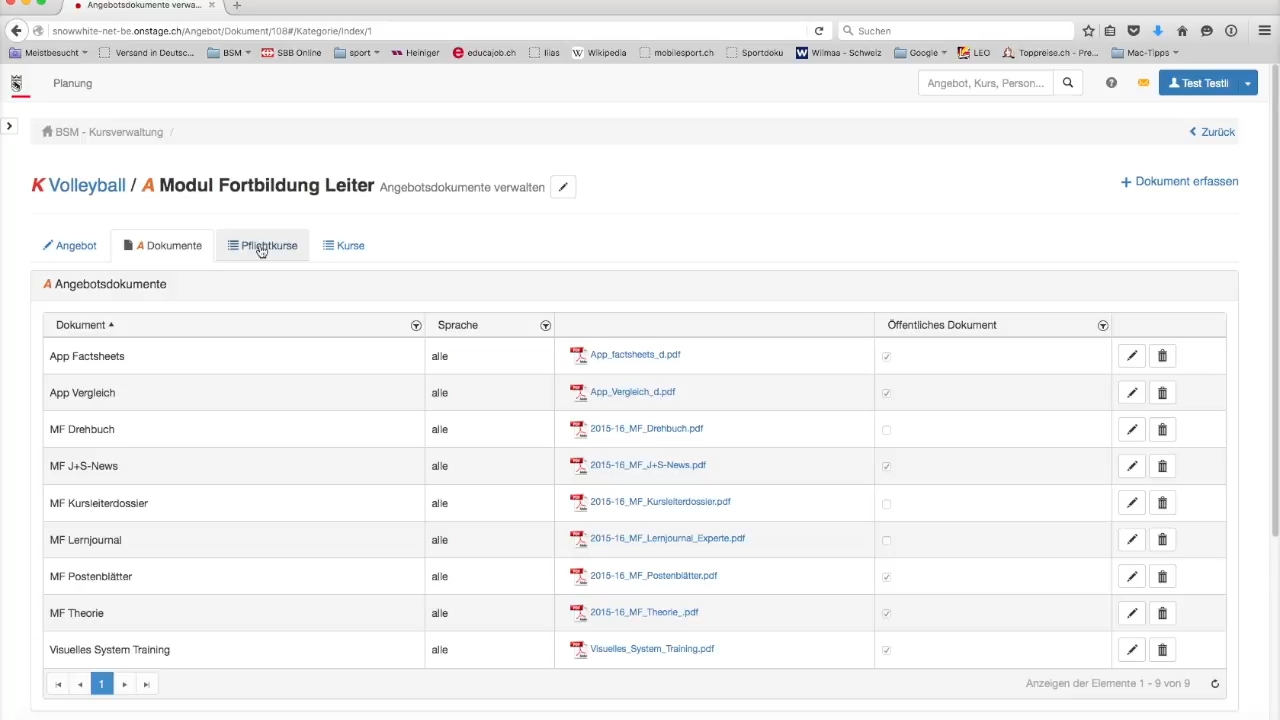 Angebotsdokumente verwa...
snowwhite-net-be.onstage.ch/Angebot/Dokument/108#/Kategorie/Index/1
Suchen
Meistbesucht
Versand in Deutsc...
BSM
SBB Online
sport
Heiniger
educajob.ch
Ilias
Wikipedia
mobilesport.ch
Sportdoku
Wilmaa - Schweiz
Google
LEO
Toppreise.ch - Pre...
Mac-Tipps
Planung
Angebot, Kurs, Person...
Test Testli
BSM - Kursverwaltung /
Zurück
K Volleyball / A Modul Fortbildung Leiter Angebotsdokumente verwalten
+ Dokument erfassen
Angebot
A Dokumente
Pflichtkurse
Kurse
A Angebotsdokumente
Dokument
Sprache
Öffentliches Dokument
App Factsheets alle App_factsheets_d.pdf
App Vergleich alle App_Vergleich_d.pdf
MF Drehbuch alle 2015-16_MF_Drehbuch.pdf
MF J+S-News alle 2015-16_MF_J+S-News.pdf
MF Kursleiterdossier alle 2015-16_MF_Kursleiterdossier.pdf
MF Lernjournal alle 2015-16_MF_Lernjournal_Experte.pdf
MF Postenblätter alle 2015-16_MF_Postenblätter.pdf
MF Theorie alle 2015-16_MF_Theorie_.pdf
Visuelles System Training alle Visuelles_System_Training.pdf
1
Anzeigen der Elemente 1 - 9 von 9